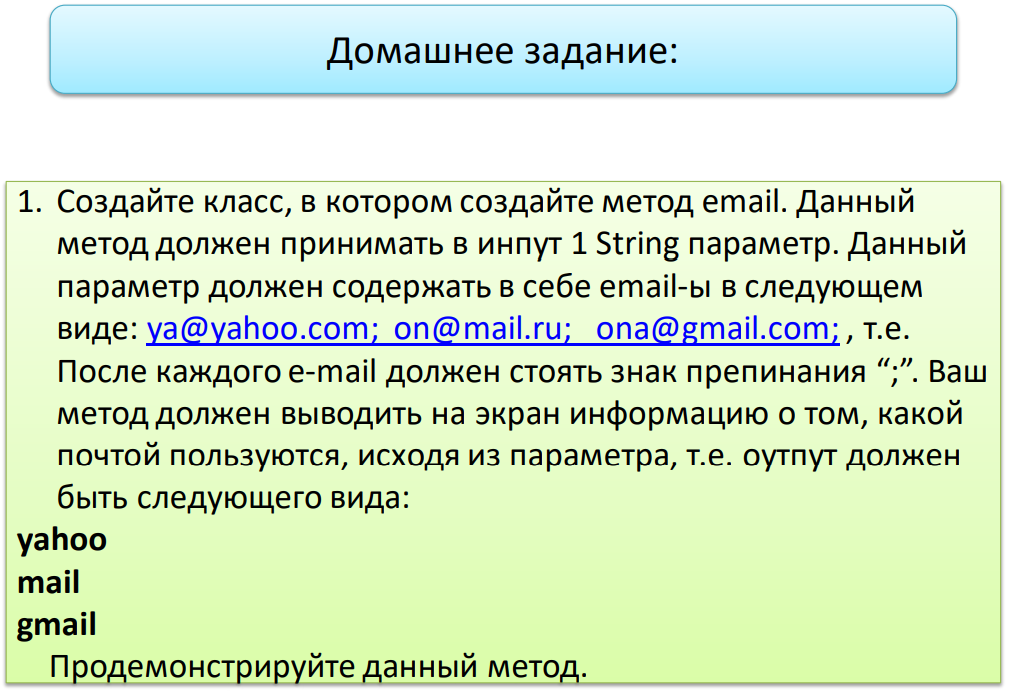 Домашнее задание:
1. Создайте класс, в котором создайте метод email. Данный
метод должен принимать в инпут 1 String параметр. Данный
параметр должен содержать в себе email-ы в следующем
виде: ya@yahoo.com; on@mail.ru; ona@gmail.com; , т.е.
После каждого e-mail должен стоять знак препинания “;”. Ваш
метод должен выводить на экран информацию о том, какой
почтой пользуются, исходя из параметра, т.е. оутпут должен
быть следующего вида:
yahoo
mail
gmail
Продемонстрируйте данный метод.